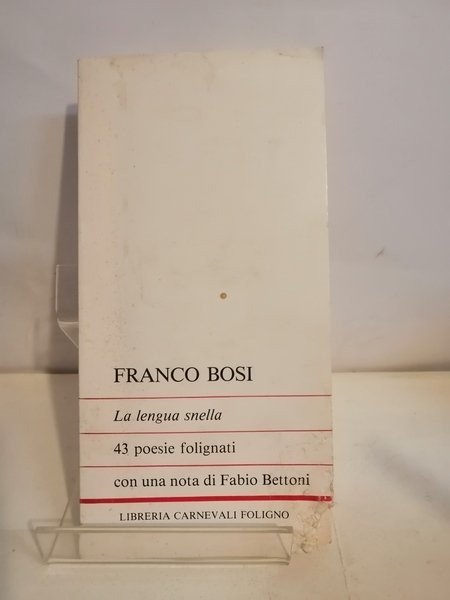 FRANCO BOSI
La lengua snella
43 poesie folignati
con una nota di Fabio Bettoni
LIBRERIA CARNEVALI FOLIGNO